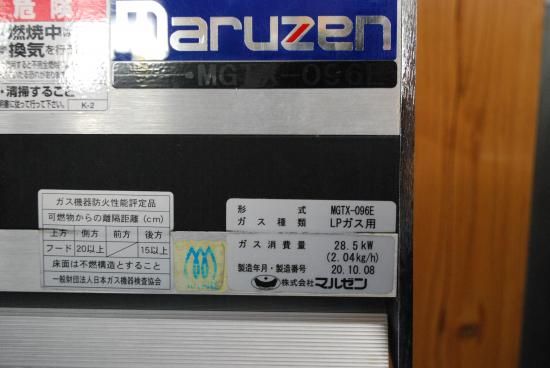 危険
燃焼中
換気を行
・清掃すること
K-2
maruzen
・MGTX-096E
ガス機器防火性能評定品
可燃物からの離隔距離(cm)
上方 側方 前方 後方
フード 20以上 15以上
床面は不燃構造とすること
一般財団法人日本ガス機器検査協会
形式 MGTX-096E
ガス種類 LPガス用
ガス消費量 28.5kW
(2.04kg/h)
製造年月・製造番号 20.10.08
株式会社 マルゼン